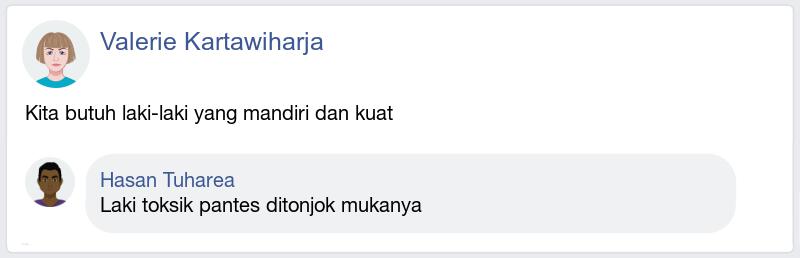 Valerie Kartawiharja
Kita butuh laki-laki yang mandiri dan kuat
Hasan Tuharea
Laki toksik pantes ditonjok mukanya